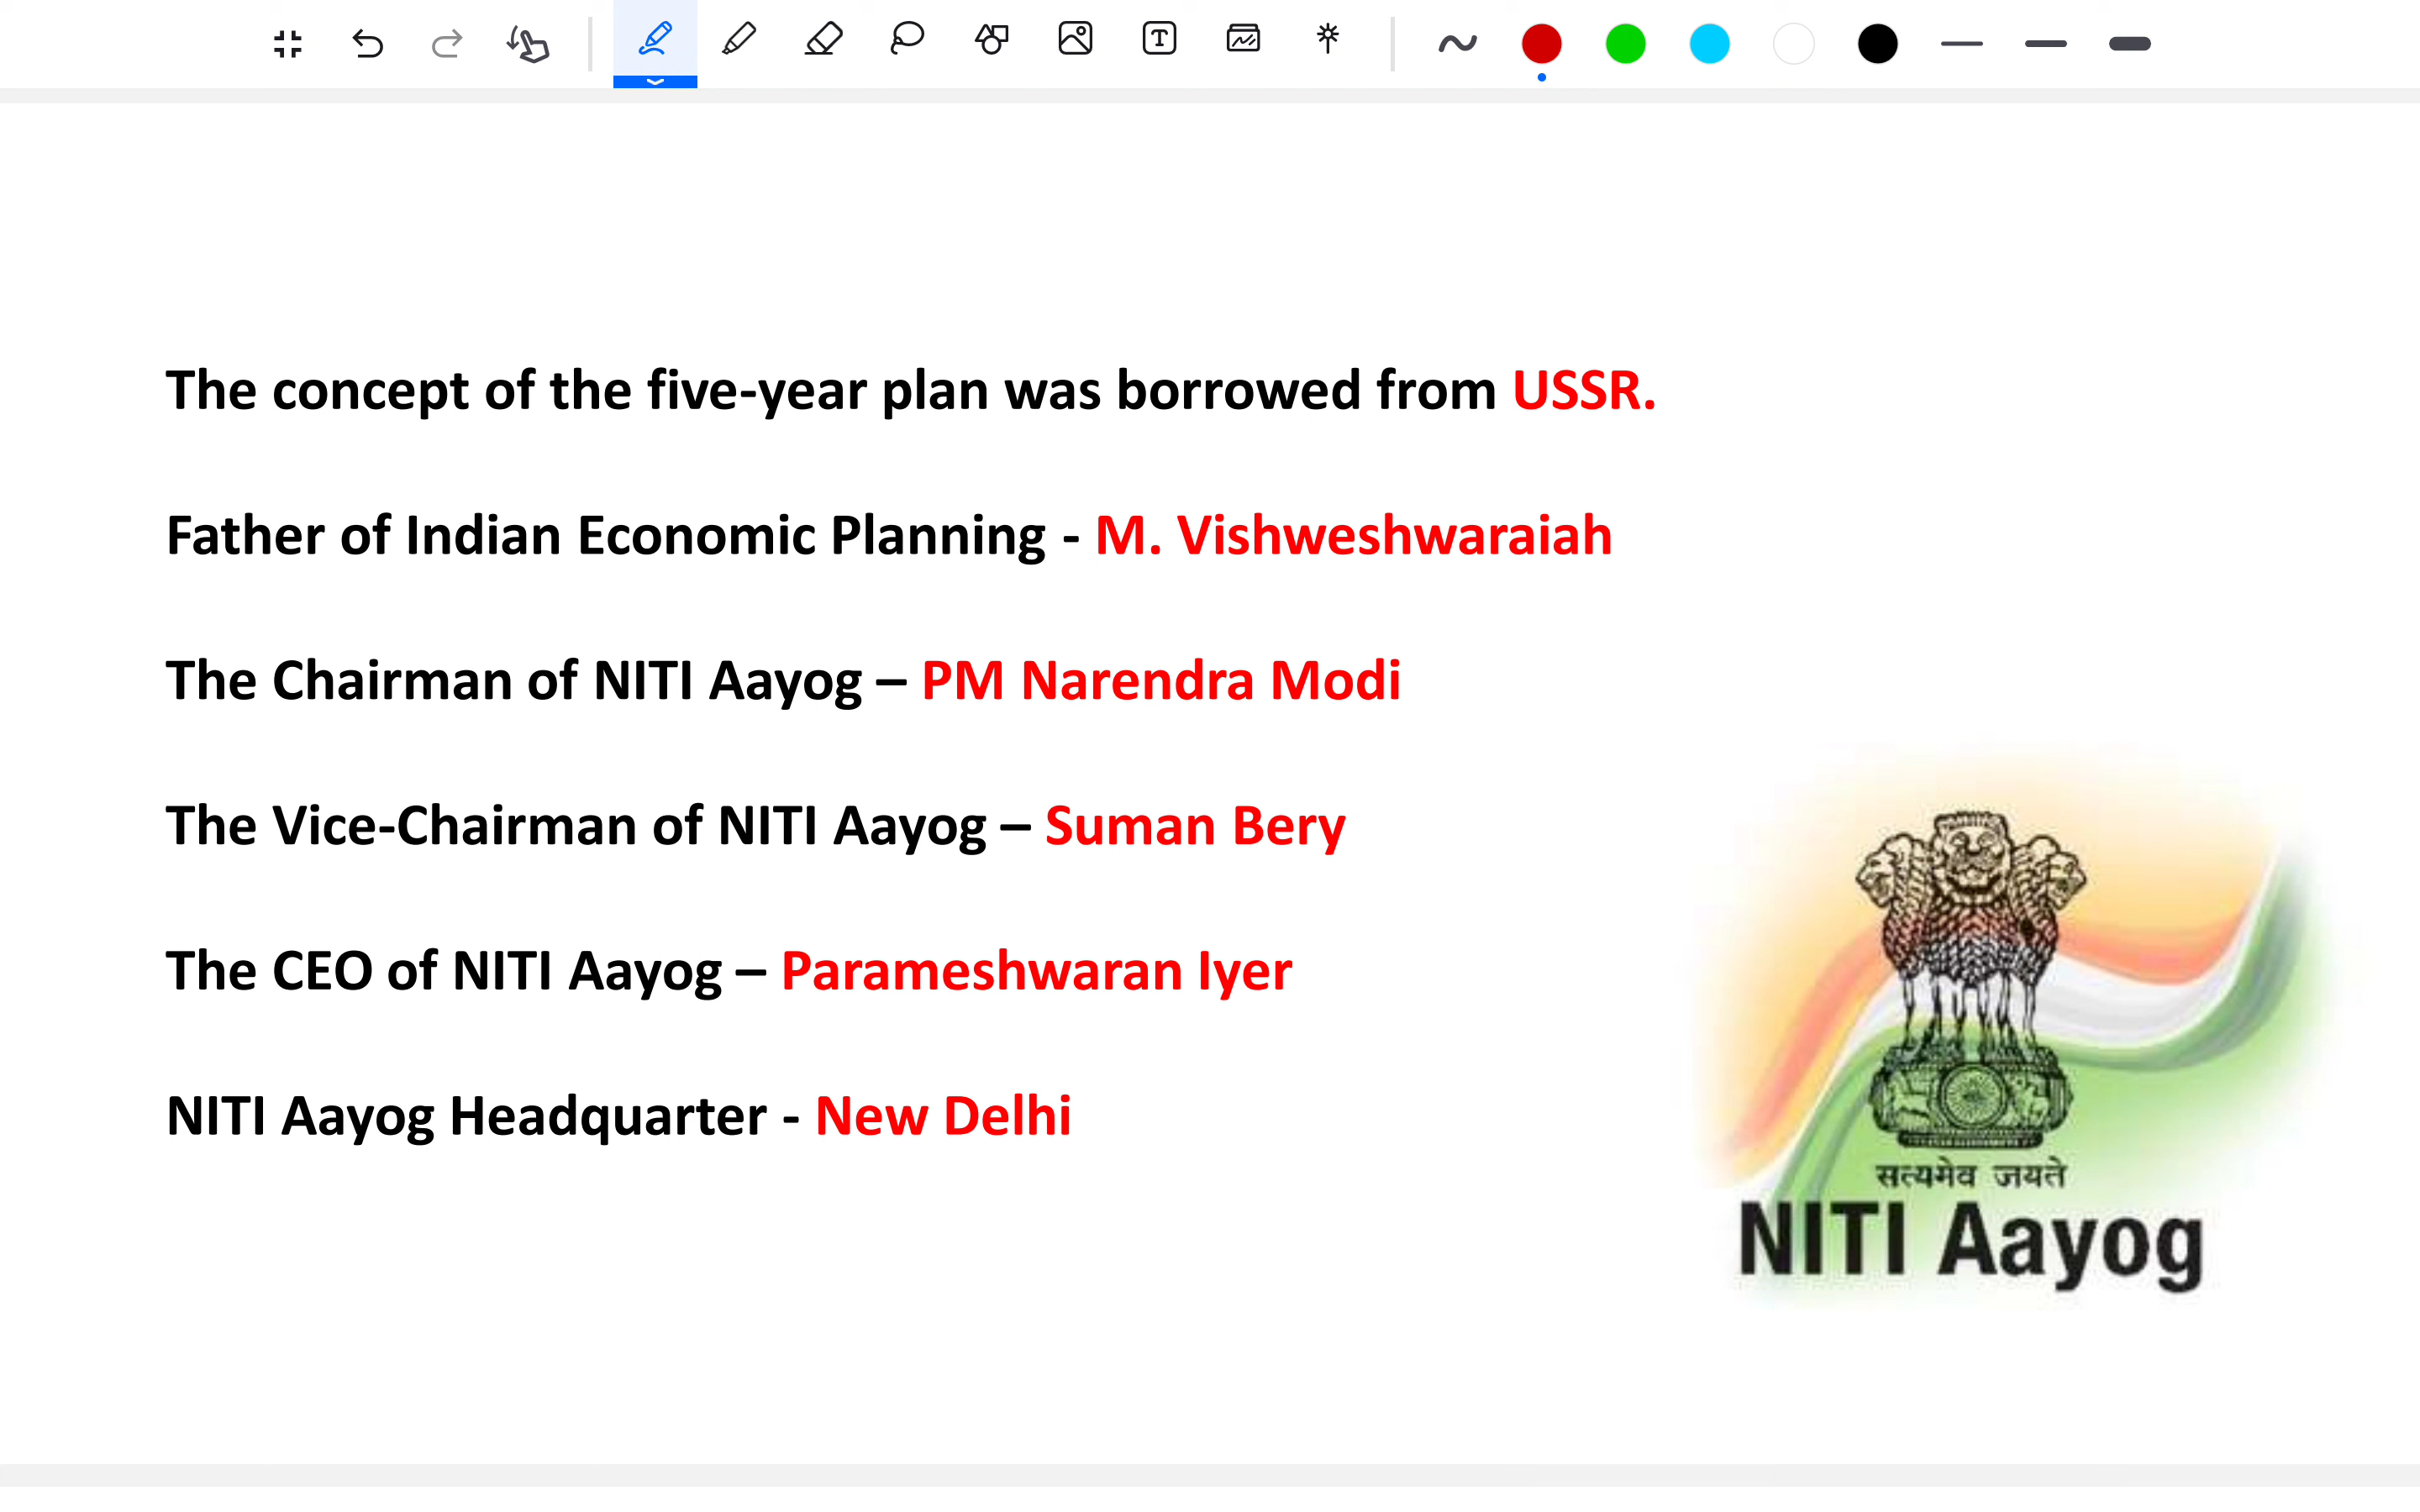 The concept of the five-year plan was borrowed from USSR.
Father of Indian Economic Planning - M. Vishweshwaraiah
The Chairman of NITI Aayog – PM Narendra Modi
The Vice-Chairman of NITI Aayog – Suman Bery
The CEO of NITI Aayog – Parameshwaran Iyer
NITI Aayog Headquarter - New Delhi
सत्यमेव जयते
NITI Aayog